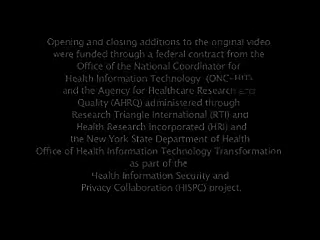 Opening and closing additions to the original video
were funded through a federal contract from the
Office of the National Coordinator for
Health Information Technology (ONC-HIT)
and the Agency for Healthcare Research and
Quality (AHRQ) administered through
Research Triangle International (RTI) and
Health Research Incorporated (HRI) and
the New York State Department of Health
Office of Health Information Technology Transformation
as part of the
Health Information Security and
Privacy Collaboration (HISPC) project.